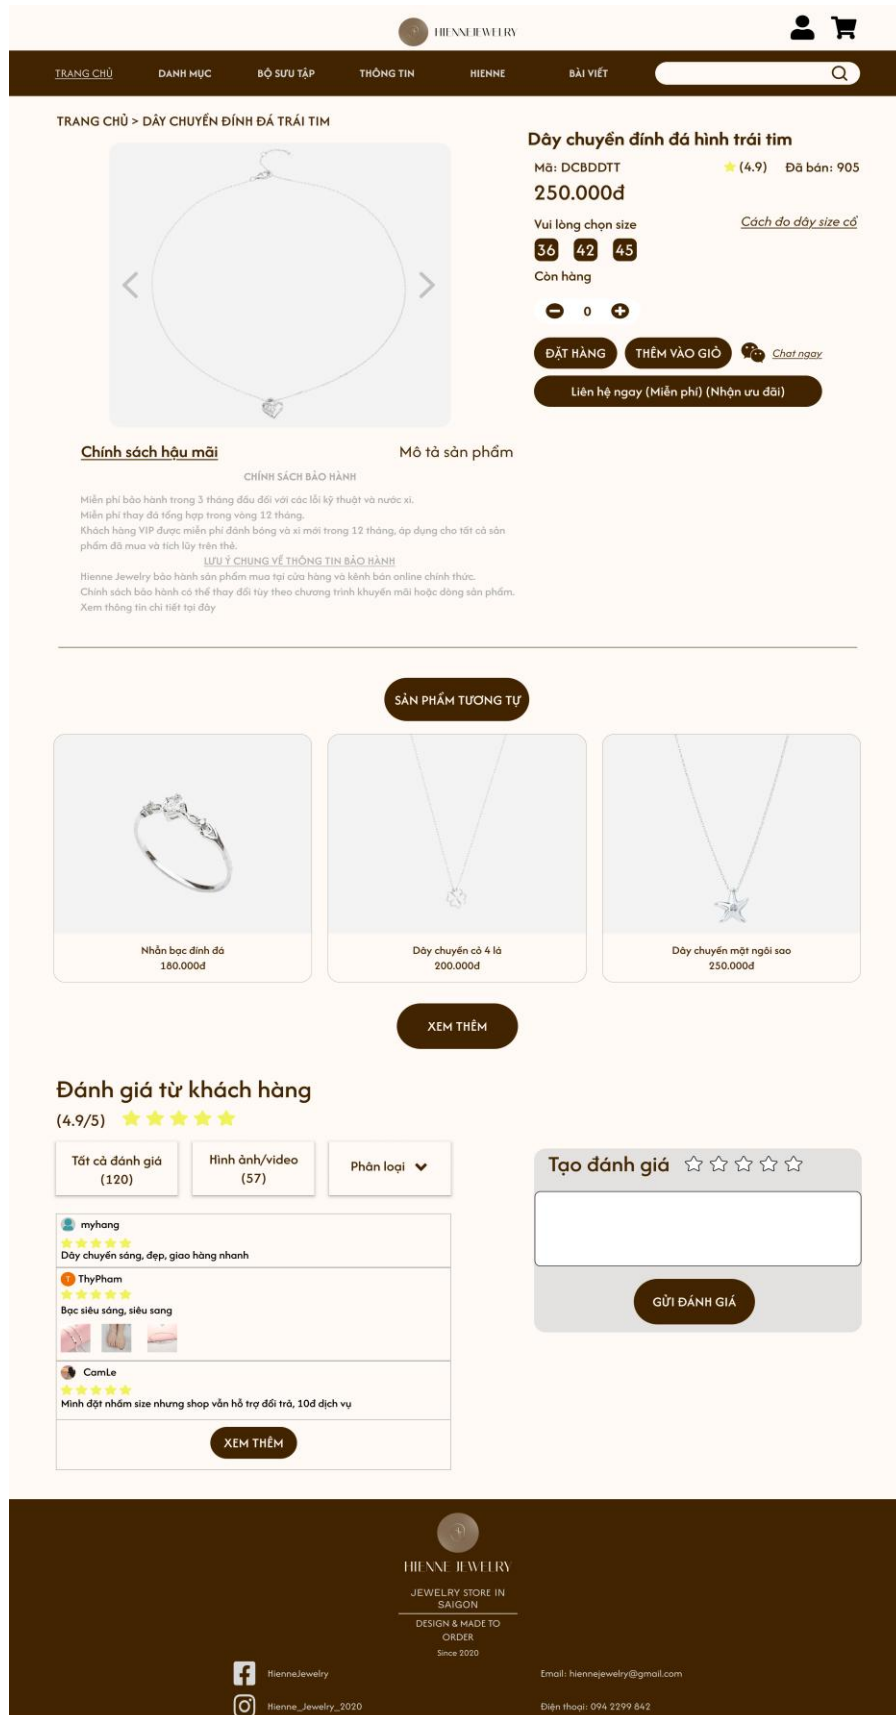 HIENNEJEWELRY
TRANG CHỦ DANH MỤC BỘ SƯU TẬP THÔNG TIN HIENNE BÀI VIẾT
TRANG CHỦ > DÂY CHUYỀN ĐÍNH ĐÁ TRÁI TIM
Dây chuyền đính đá hình trái tim
Mã: DCBDDTT (4.9) Đã bán: 905
250.000đ
Vui lòng chọn size Cách đo dây size cổ
36 42 45
Còn hàng
0
ĐẶT HÀNG THÊM VÀO GIỎ Chat ngay
Liên hệ ngay (Miễn phí) (Nhận ưu đãi)
Chính sách hậu mãi Mô tả sản phẩm
CHÍNH SÁCH BẢO HÀNH
Miễn phí bảo hành trong 3 tháng đầu đối với các lỗi kỹ thuật và nước xi.
Miễn phí thay đá tổng hợp trong vòng 12 tháng.
Khách hàng VIP được miễn phí đánh bóng và xi mới trong 12 tháng, áp dụng cho tất cả sản
phẩm đã mua và tích lũy trên thẻ.
LƯU Ý CHUNG VỀ THÔNG TIN BẢO HÀNH
Hienne Jewelry bảo hành sản phẩm mua tại cửa hàng và kênh bán online chính thức.
Chính sách bảo hành có thể thay đổi tùy theo chương trình khuyến mãi hoặc dòng sản phẩm.
Xem thông tin chi tiết tại đây
SẢN PHẨM TƯƠNG TỰ
Nhẫn bạc đính đá
180.000đ
Dây chuyền cỏ 4 lá
200.000đ
Dây chuyền mặt ngôi sao
250.000đ
XEM THÊM
Đánh giá từ khách hàng
(4.9/5)
Tất cả đánh giá
(120)
Hình ảnh/video
(57)
Phân loại
Tạo đánh giá
GỬI ĐÁNH GIÁ
myhang
Dây chuyền sáng, đẹp, giao hàng nhanh
T ThyPham
Bạc siêu sáng, siêu sang
CamLe
Mình đặt nhầm size nhưng shop vẫn hỗ trợ đổi trả, 10đ dịch vụ
XEM THÊM
HIENNE JEWELRY
JEWELRY STORE IN
SAIGON
DESIGN & MADE TO
ORDER
Since 2020
HienneJewelry Email: hiennejewelry@gmail.com
Hienne_Jewelry_2020 Điện thoại: 094 2299 842